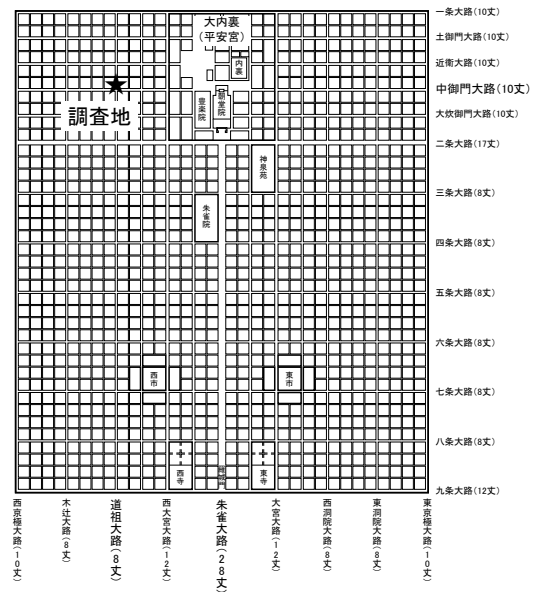 大内裏
(平安宮)
内裏
豊楽院
朝堂院
★
調査地
神泉苑
朱雀院
西市
東市
西寺
東寺
一条大路(10丈)
土御門大路(10丈)
近衛大路(10丈)
中御門大路(10丈)
大炊御門大路(10丈)
二条大路(17丈)
三条大路(8丈)
四条大路(8丈)
五条大路(8丈)
六条大路(8丈)
七条大路(8丈)
八条大路(8丈)
九条大路(12丈)
西京極大路(10丈)
木辻大路(8丈)
道祖大路(8丈)
西大宮大路(12丈)
朱雀大路(28丈)
大宮大路(12丈)
西洞院大路(8丈)
東洞院大路(8丈)
東京極大路(10丈)